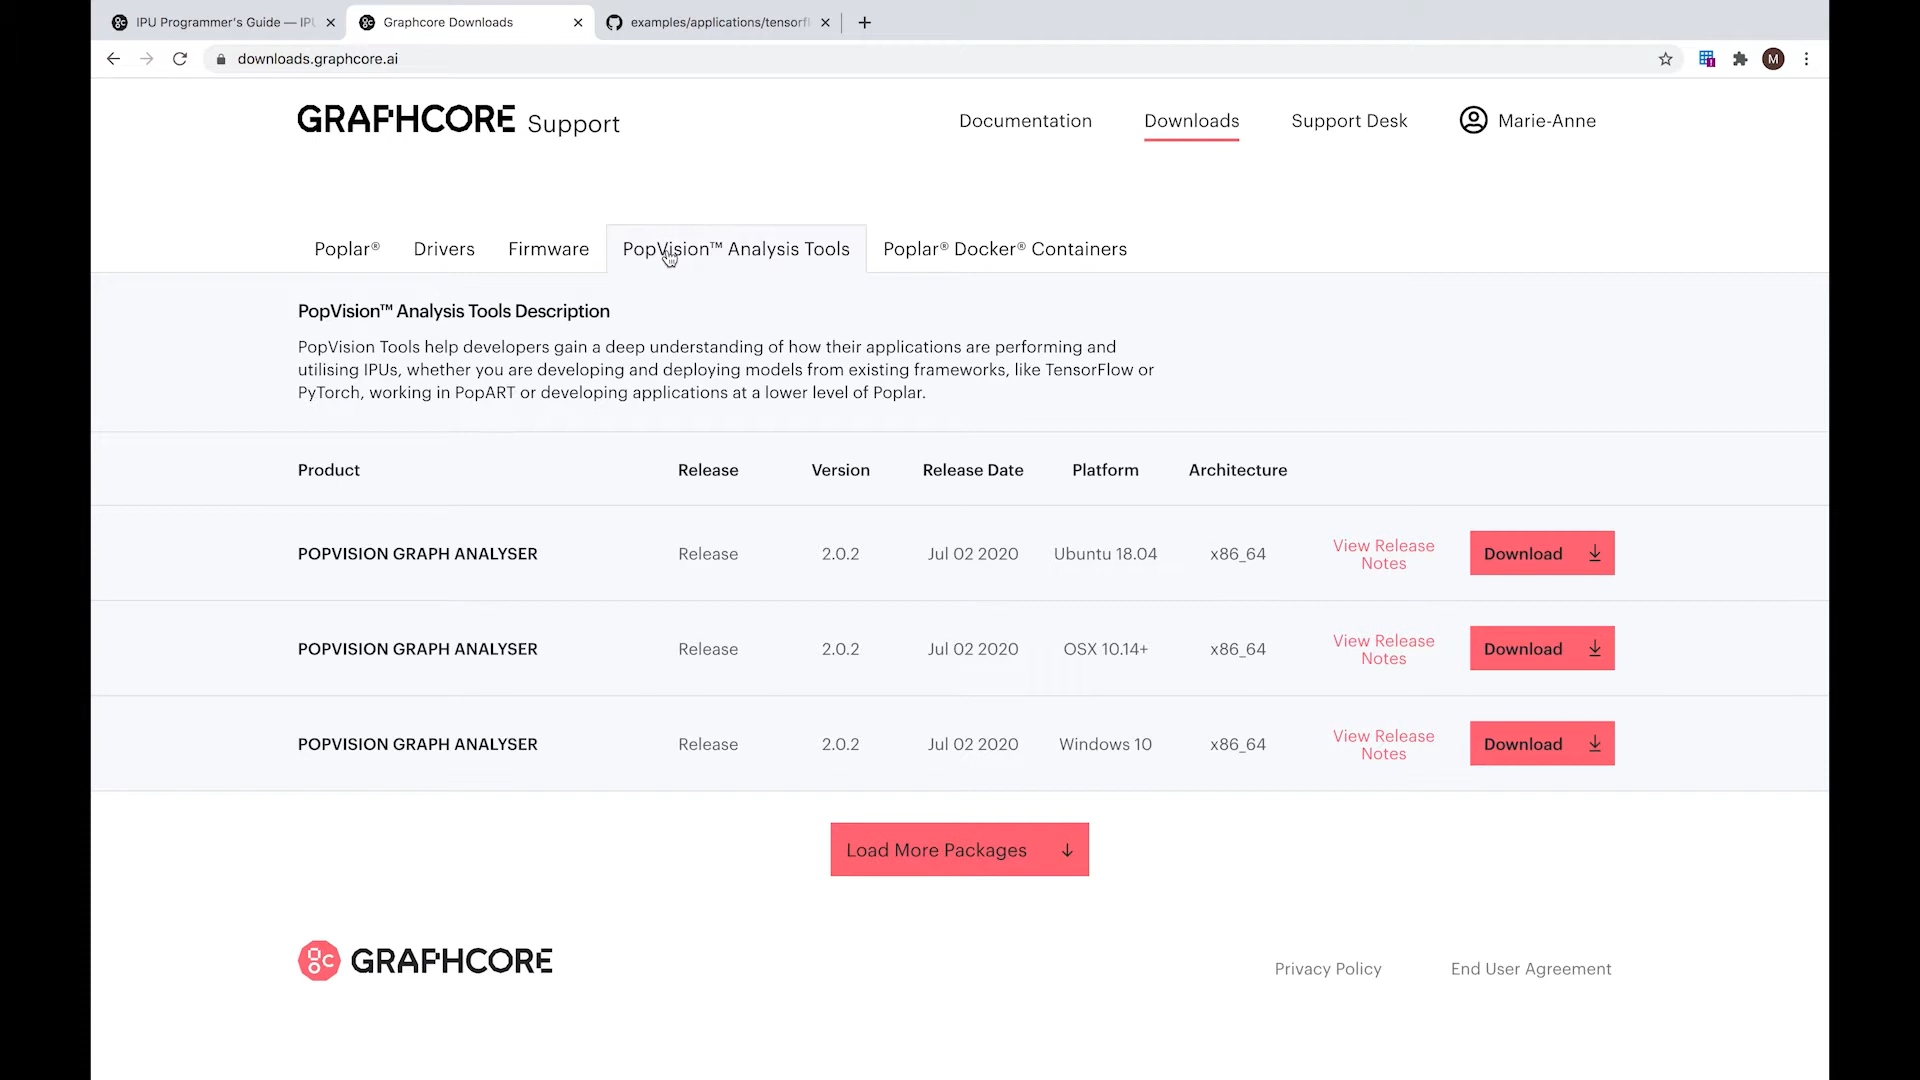 IPU Programmer's Guide — IPU
Graphcore Downloads
examples/applications/tensorfl
downloads.graphcore.ai
M
GRAPHCORE Support
Documentation
Downloads
Support Desk
Marie-Anne
Poplar® Drivers Firmware PopVision™ Analysis Tools Poplar® Docker® Containers
PopVision™ Analysis Tools Description
PopVision Tools help developers gain a deep understanding of how their applications are performing and
utilising IPUs, whether you are developing and deploying models from existing frameworks, like TensorFlow or
PyTorch, working in PopART or developing applications at a lower level of Poplar.
Product Release Version Release Date Platform Architecture
POPVISION GRAPH ANALYSER Release 2.0.2 Jul 02 2020 Ubuntu 18.04 x86_64 View Release
Notes
Download
POPVISION GRAPH ANALYSER Release 2.0.2 Jul 02 2020 OSX 10.14+ x86_64 View Release
Notes
Download
POPVISION GRAPH ANALYSER Release 2.0.2 Jul 02 2020 Windows 10 x86_64 View Release
Notes
Download
Load More Packages
GRAPHCORE
Privacy Policy
End User Agreement